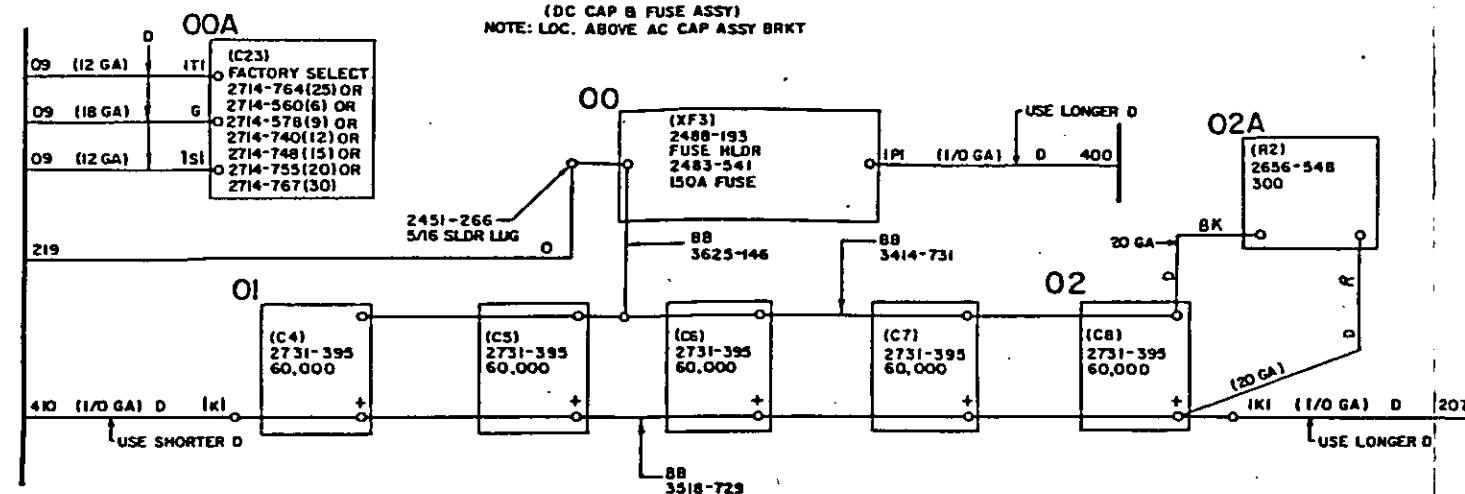 (DC CAP & FUSE ASSY)
NOTE: LOC. ABOVE AC CAP ASSY BRKT
00A
D
09 (12 GA) |T|
09 (18 GA) G
09 (12 GA) |S|
(C23)
FACTORY SELECT
2714-764(25) OR
2714-560(6) OR
2714-578(9) OR
2714-740(12) OR
2714-748(15) OR
2714-755(20) OR
2714-767(30)
00
(XF3)
2488-193
FUSE HLDR
2483-541
150A FUSE
USE LONGER D
|P| (1/0 GA) D 400
02A
(R2)
2656-548
300
2451-266
5/16 SLDR LUG
219
O
BB
3625-146
BB
3414-731
20 GA
BK
D
R
D
(20 GA)
01
02
(C4)
2731-395
60,000
+
(C5)
2731-395
60,000
+
(C6)
2731-395
60,000
+
(C7)
2731-395
60,000
+
(C8)
2731-395
60,000
+
410 (1/0 GA) D |K|
USE SHORTER D
|K| (1/0 GA) D 207
USE LONGER D
BB
3518-729